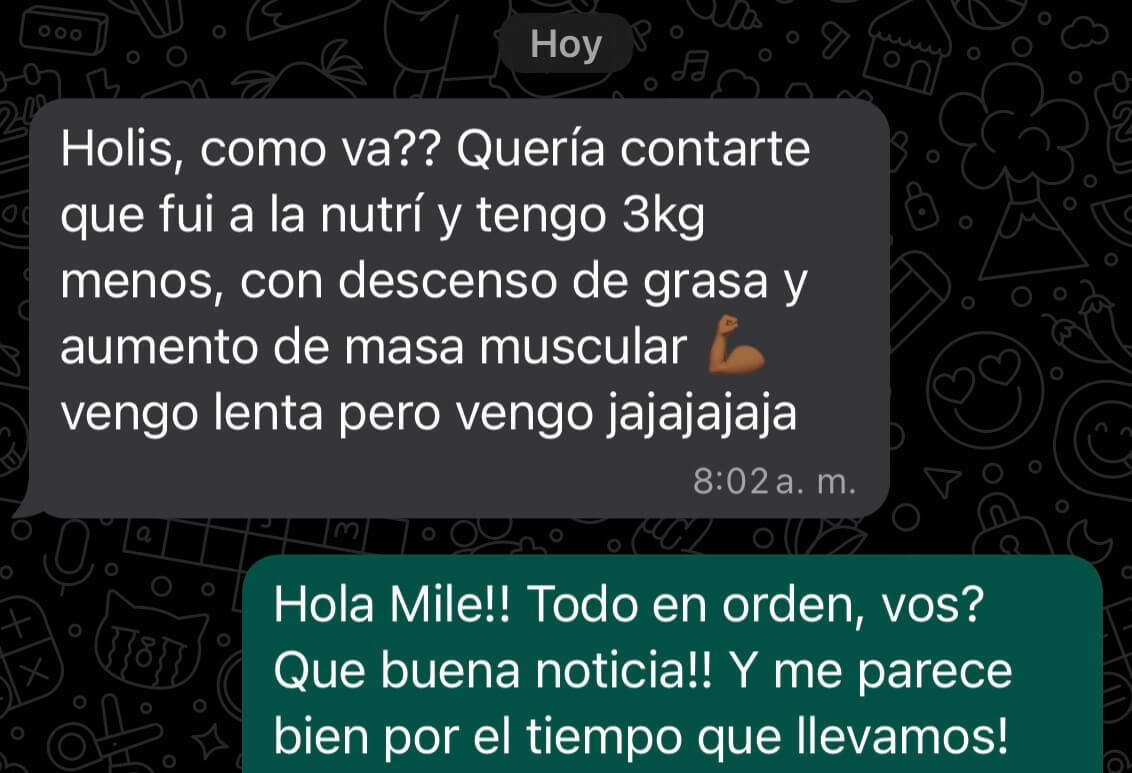 Hoy
Holis, como va?? Quería contarte
que fui a la nutrí y tengo 3kg
menos, con descenso de grasa y
aumento de masa muscular 💪🏾
vengo lenta pero vengo jajajajaja
8:02 a. m.
Hola Mile!! Todo en orden, vos?
Que buena noticia!! Y me parece
bien por el tiempo que llevamos!